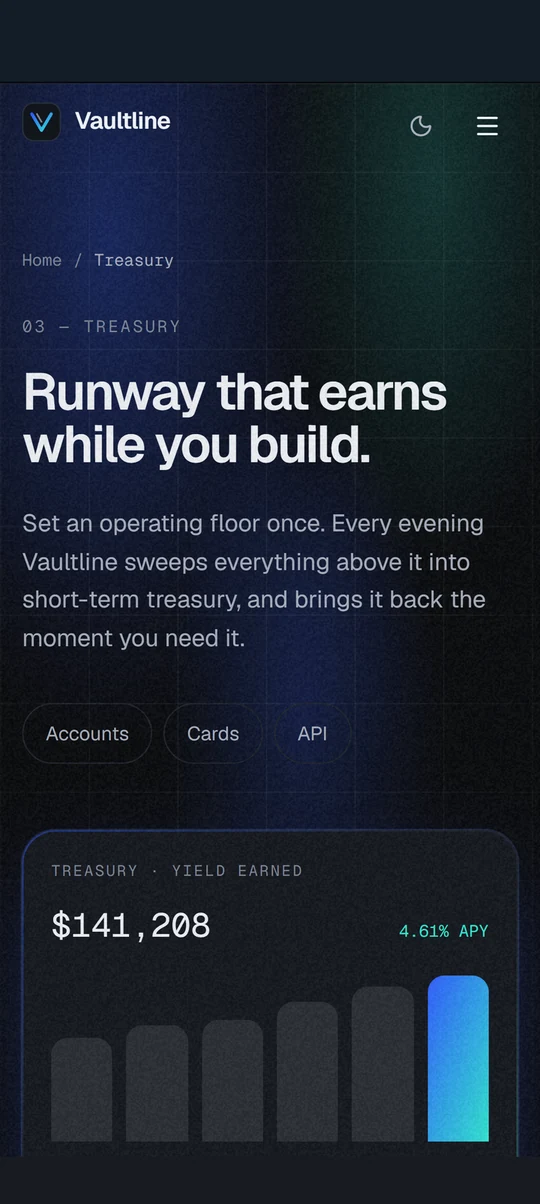 Vaultline
Home / Treasury
03 — TREASURY
Runway that earns
while you build.
Set an operating floor once. Every evening
Vaultline sweeps everything above it into
short-term treasury, and brings it back the
moment you need it.
Accounts
Cards
API
TREASURY · YIELD EARNED
$141,208
4.61% APY